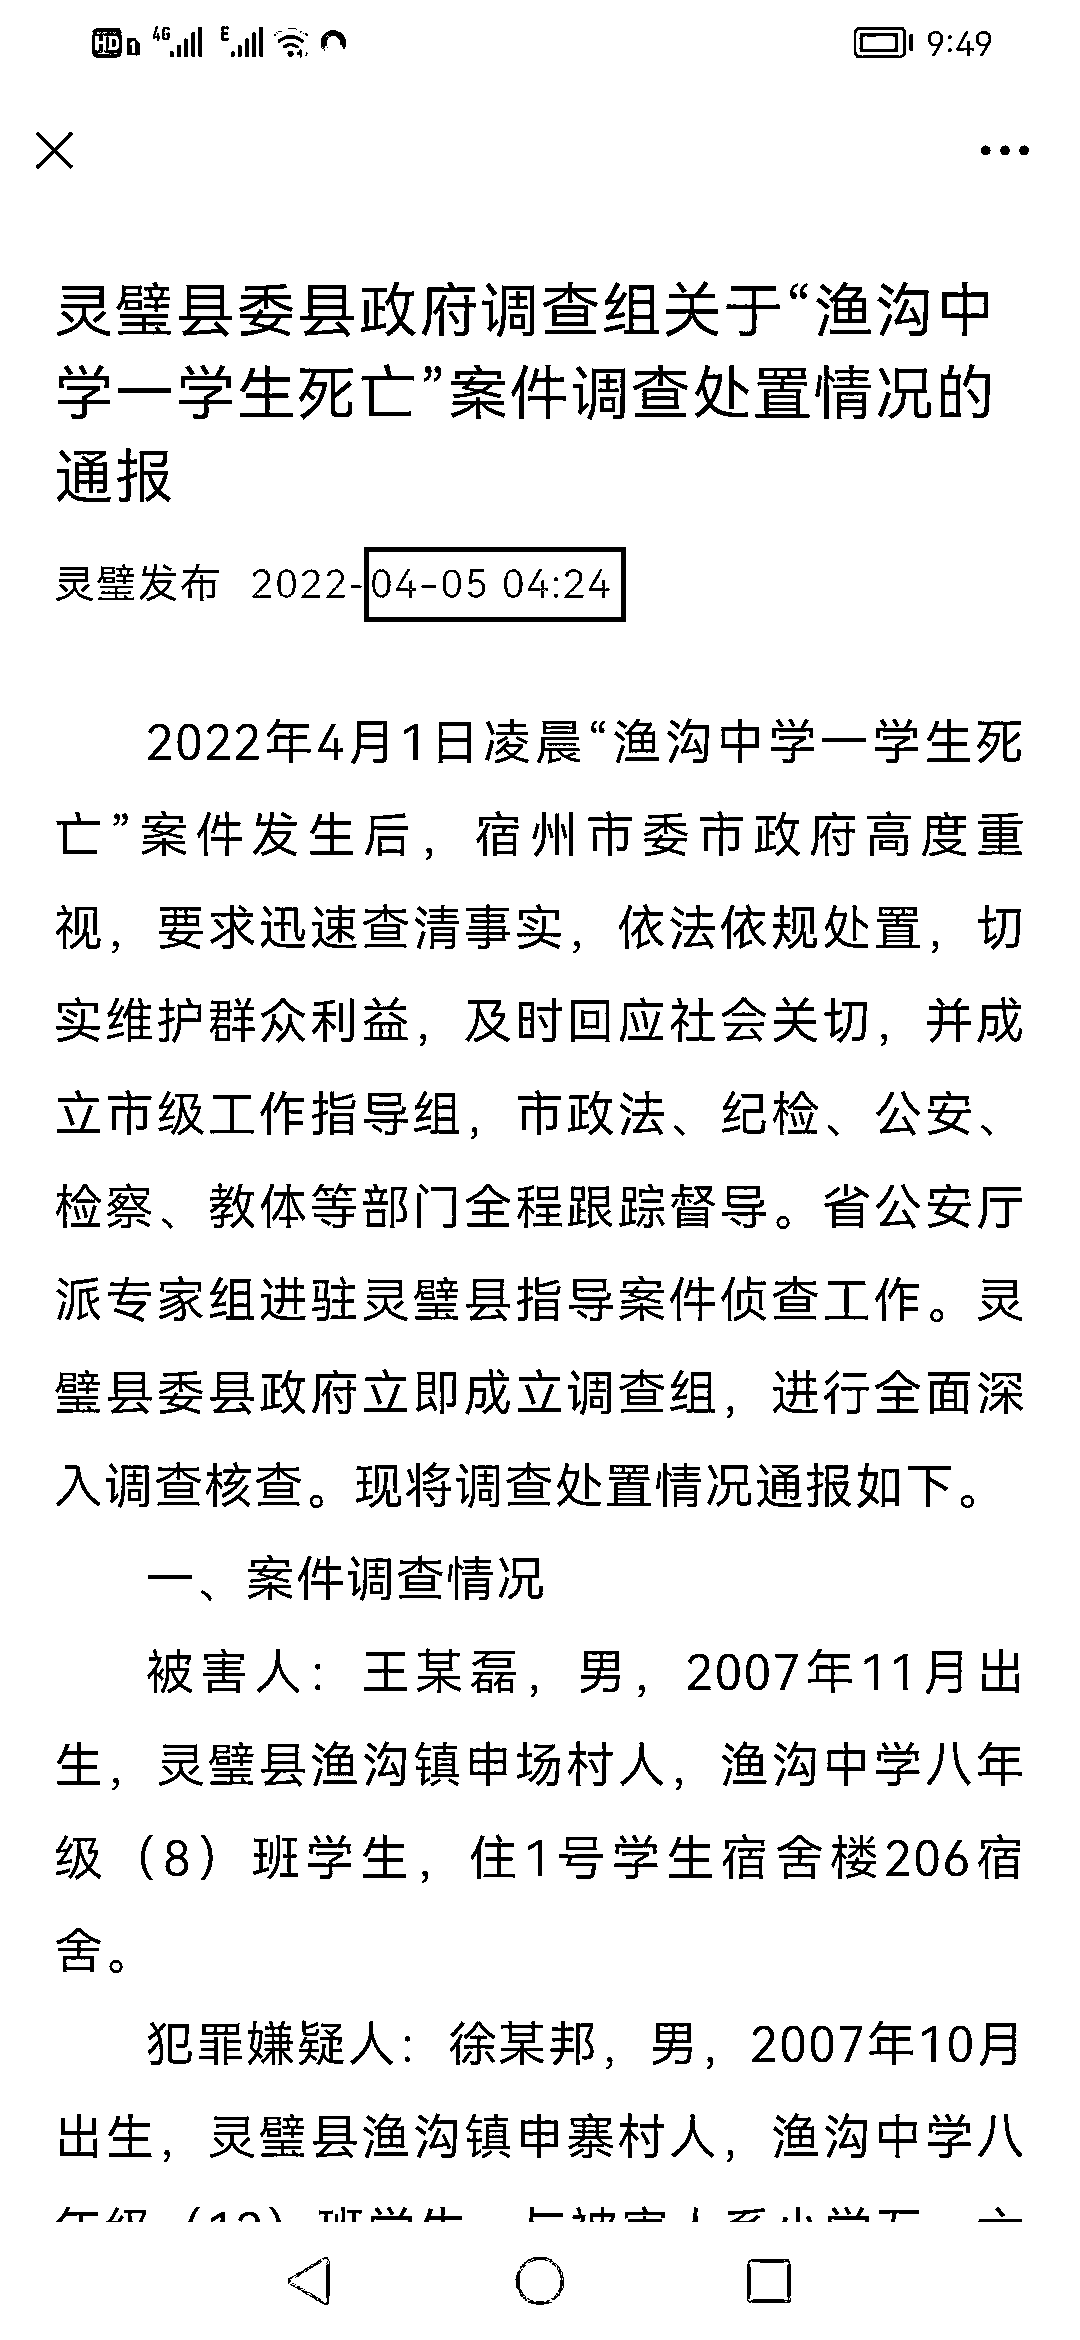 HD 1 4G E 9:49
灵璧县委县政府调查组关于“渔沟中
学一学生死亡”案件调查处置情况的
通报
灵璧发布 2022-04-05 04:24
2022年4月1日凌晨“渔沟中学一学生死
亡”案件发生后，宿州市委市政府高度重
视，要求迅速查清事实，依法依规处置，切
实维护群众利益，及时回应社会关切，并成
立市级工作指导组，市政法、纪检、公安、
检察、教体等部门全程跟踪督导。省公安厅
派专家组进驻灵璧县指导案件侦查工作。灵
璧县委县政府立即成立调查组，进行全面深
入调查核查。现将调查处置情况通报如下。
一、案件调查情况
被害人：王某磊，男，2007年11月出
生，灵璧县渔沟镇申场村人，渔沟中学八年
级（8）班学生，住1号学生宿舍楼206宿
舍。
犯罪嫌疑人：徐某邦，男，2007年10月
出生，灵璧县渔沟镇申寨村人，渔沟中学八